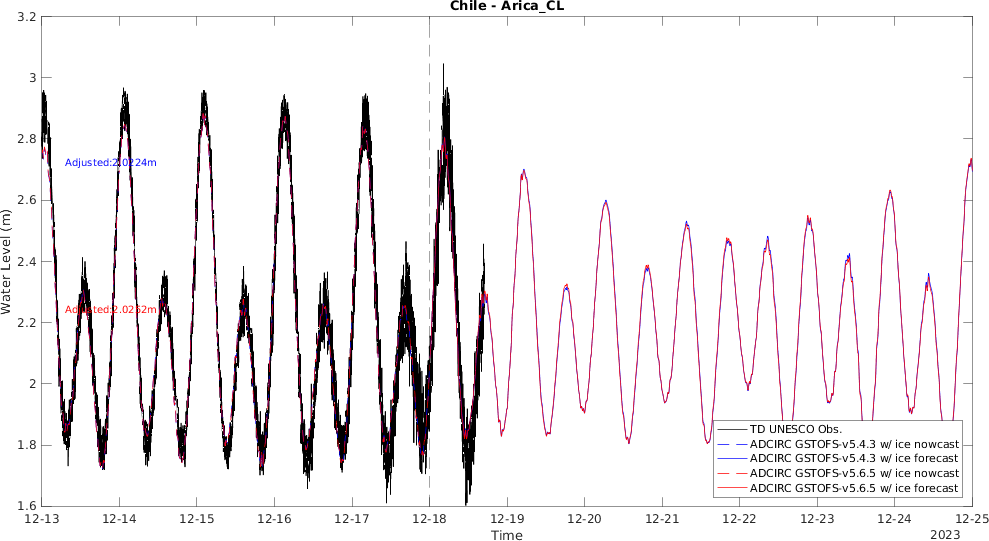 Chile - Arica_CL
3.2
3
2.8
2.6
2.4
2.2
2
1.8
1.6
Water Level (m)
Adjusted:2.0224m
Adjusted:2.0262m
TD UNESCO Obs.
ADCIRC GSTOFS-v5.4.3 w/ ice nowcast
ADCIRC GSTOFS-v5.4.3 w/ ice forecast
ADCIRC GSTOFS-v5.6.5 w/ ice nowcast
ADCIRC GSTOFS-v5.6.5 w/ ice forecast
12-13 12-14 12-15 12-16 12-17 12-18 12-19 12-20 12-21 12-22 12-23 12-24 12-25
Time
2023